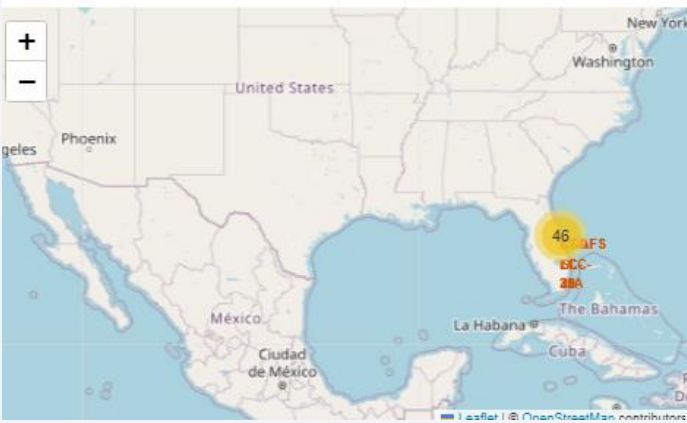 New York
+
Washington
−
United States
Phoenix
geles
46
The Bahamas
México
La Habana
Ciudad
de México
Cuba
Leaflet | © OpenStreetMap contributors